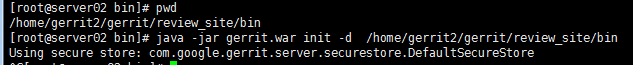 [root@server02 bin]# pwd
/home/gerrit2/gerrit/review_site/bin
[root@server02 bin]# java -jar gerrit.war init -d  /home/gerrit2/gerrit/review_site/bin
Using secure store: com.google.gerrit.server.securestore.DefaultSecureStore